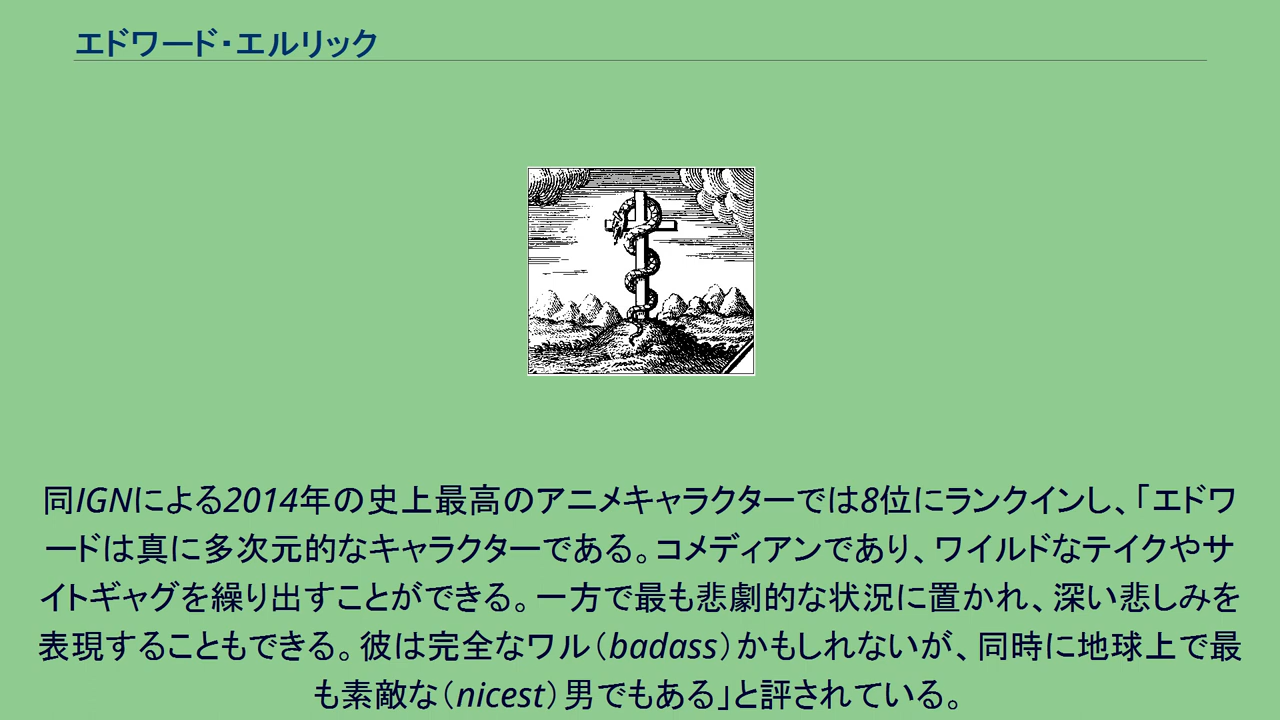 エドワード・エルリック
同IGNによる2014年の史上最高のアニメキャラクターでは8位にランクインし、「エドワ
ードは真に多次元的なキャラクターである。コメディアンであり、ワイルドなテイクやサ
イトギャグを繰り出すことができる。一方で最も悲劇的な状況に置かれ、深い悲しみを
表現することもできる。彼は完全なワル（badass）かもしれないが、同時に地球上で最
も素敵な（nicest）男でもある」と評されている。